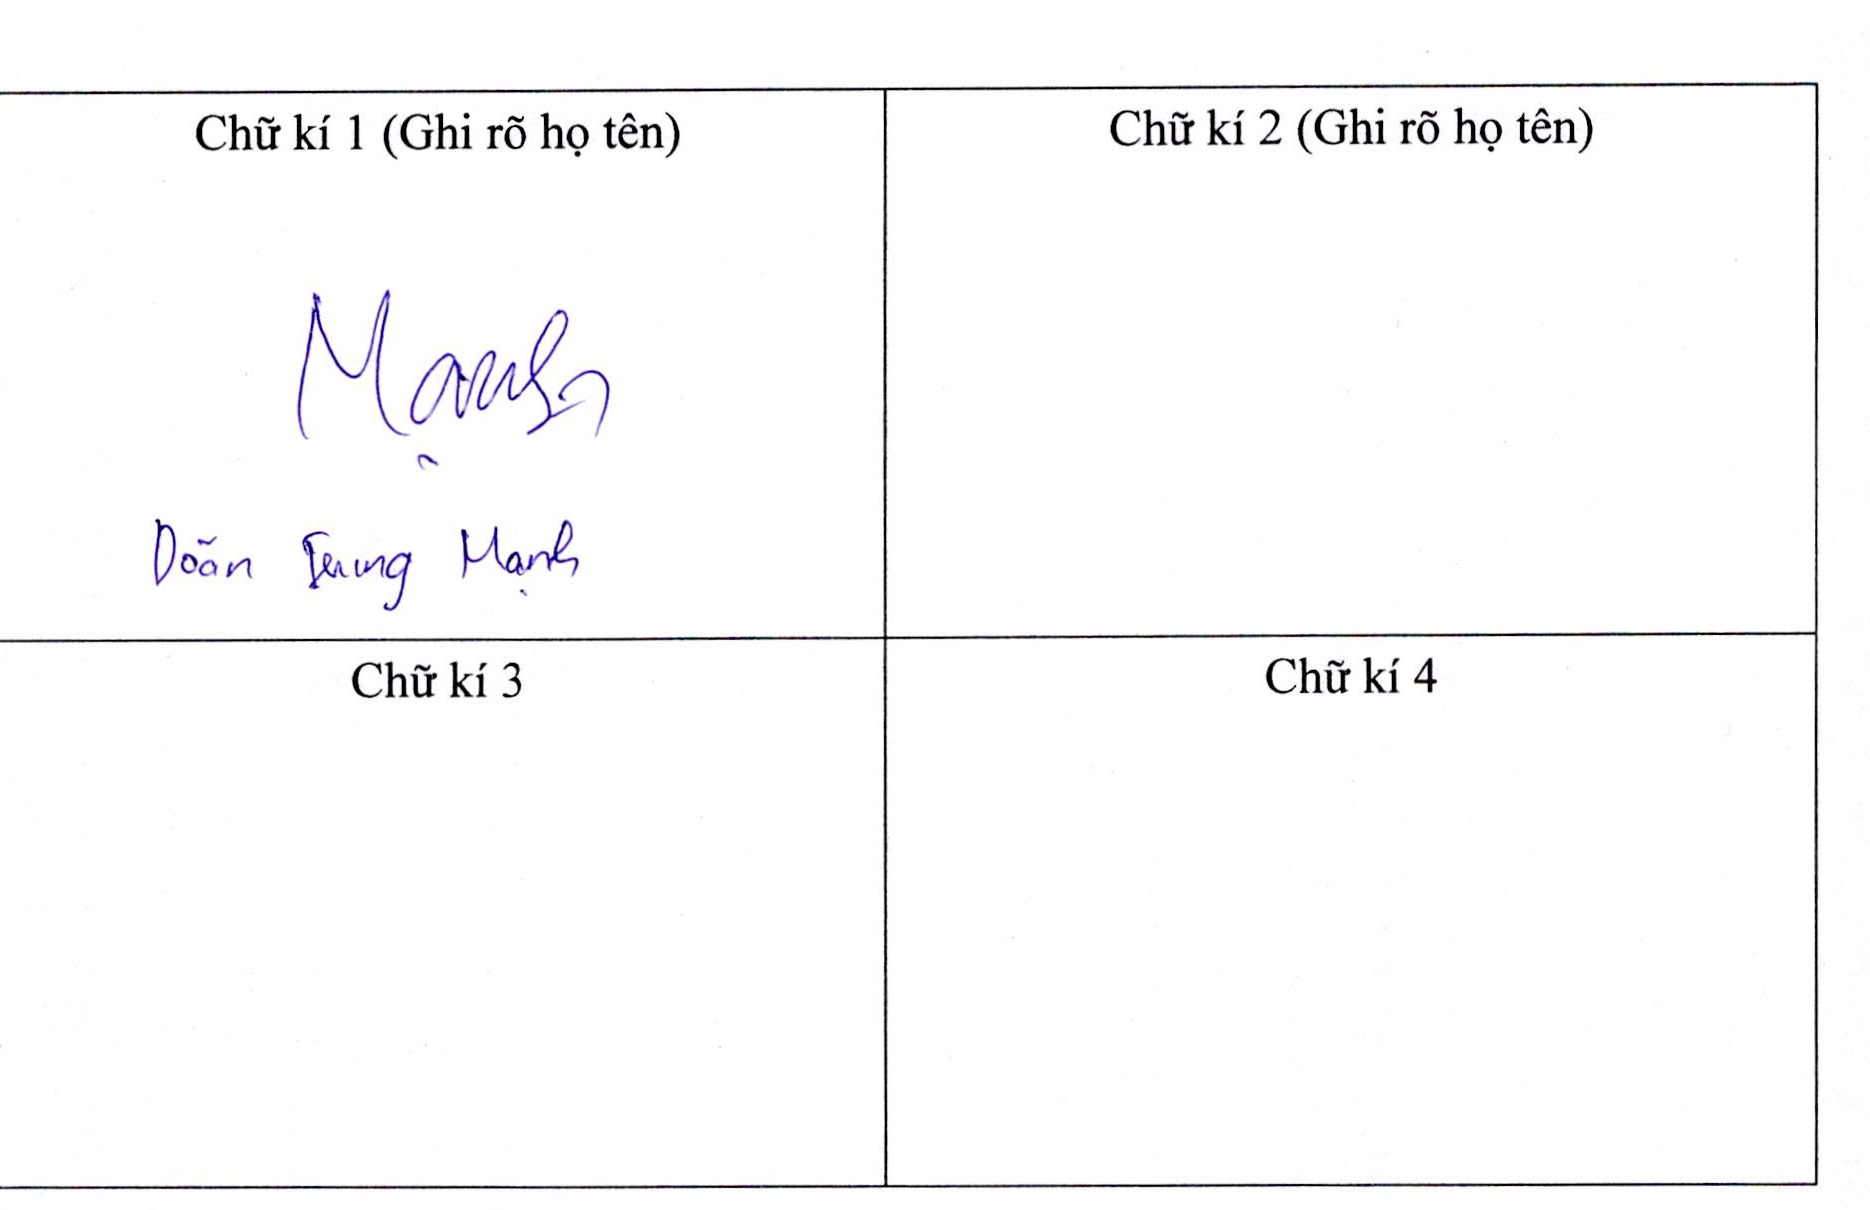 Chữ kí 1 (Ghi rõ họ tên)
Chữ kí 2 (Ghi rõ họ tên)
Mạnh
Doãn Trung Mạnh
Chữ kí 3
Chữ kí 4